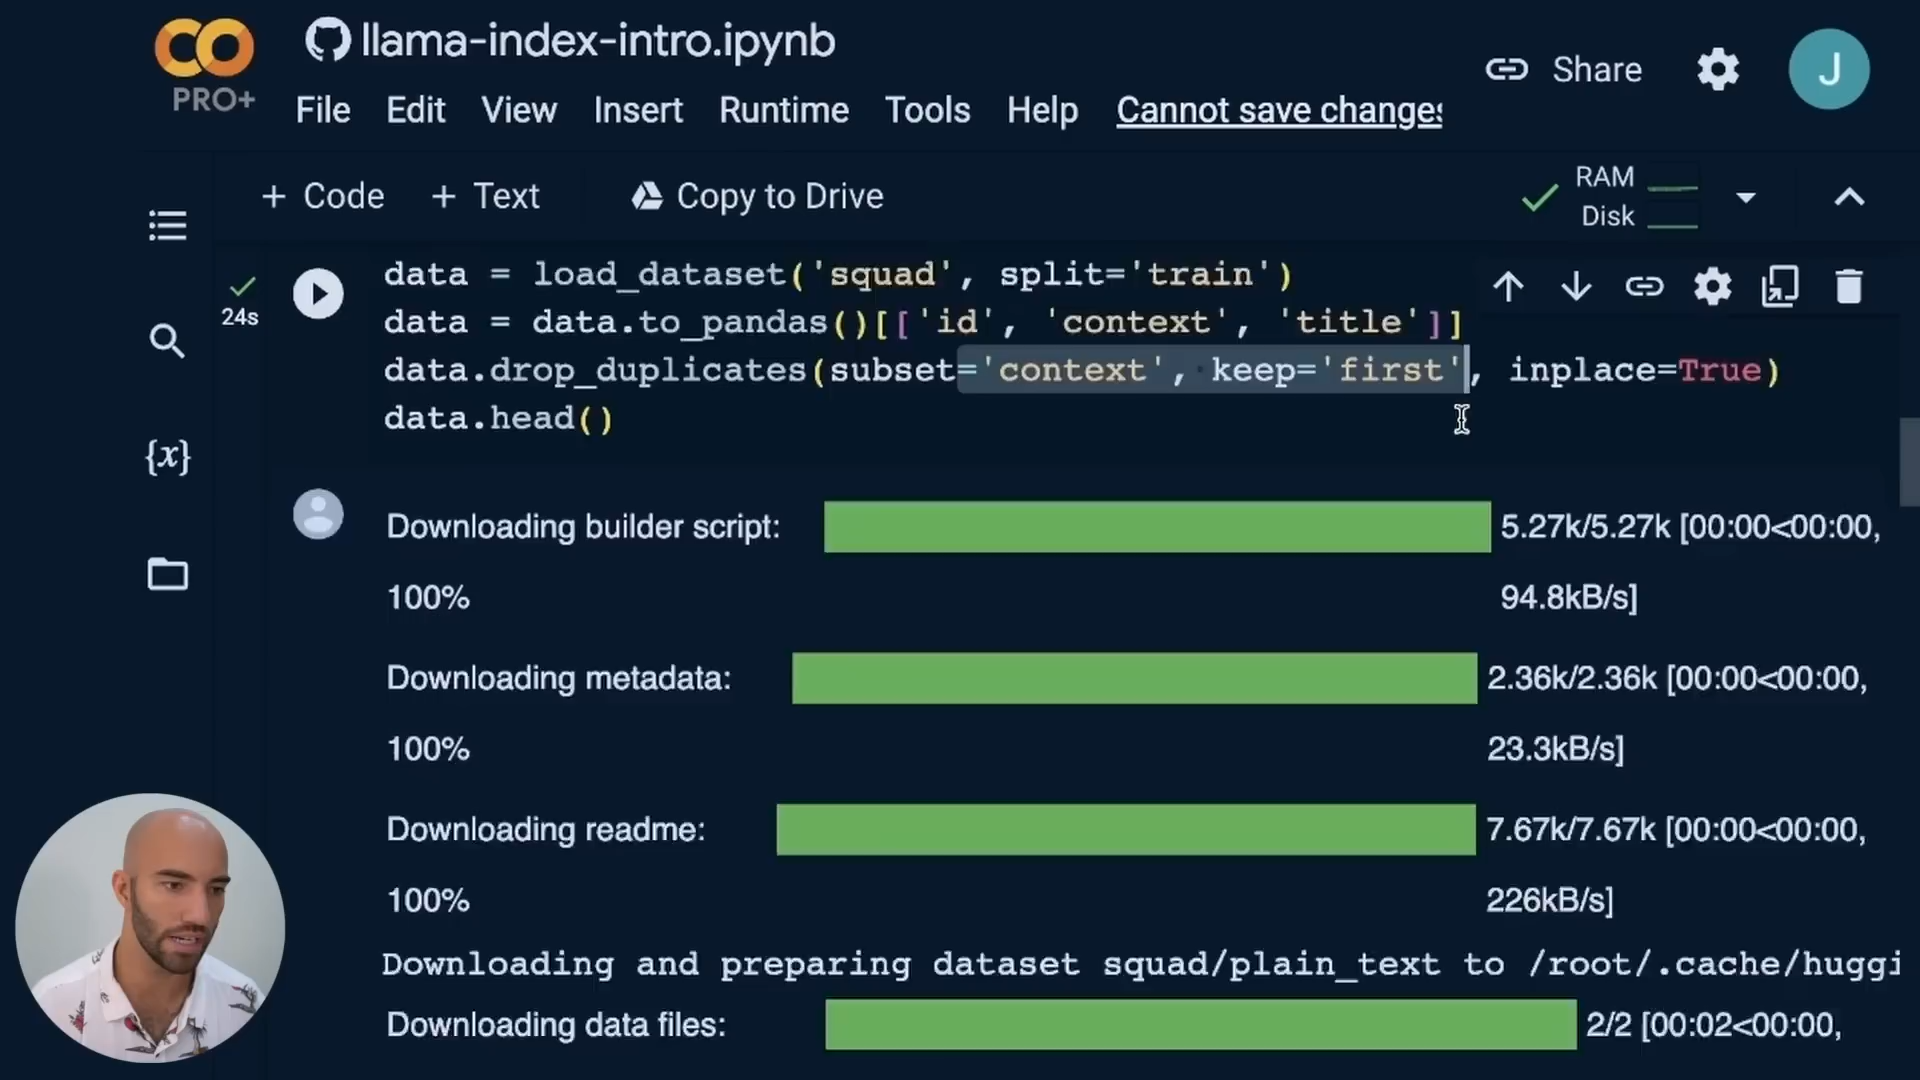 llama-index-intro.ipynb
PRO+
File Edit View Insert Runtime Tools Help Cannot save changes
Share
J
+ Code + Text Copy to Drive
RAM
Disk
data = load_dataset('squad', split='train')
24s
data = data.to_pandas()[['id', 'context', 'title']]
data.drop_duplicates(subset='context', keep='first', inplace=True)
data.head()
{x}
Downloading builder script: 5.27k/5.27k [00:00<00:00,
100% 94.8kB/s]
Downloading metadata: 2.36k/2.36k [00:00<00:00,
100% 23.3kB/s]
Downloading readme: 7.67k/7.67k [00:00<00:00,
100% 226kB/s]
Downloading and preparing dataset squad/plain_text to /root/.cache/huggi
Downloading data files: 2/2 [00:02<00:00,